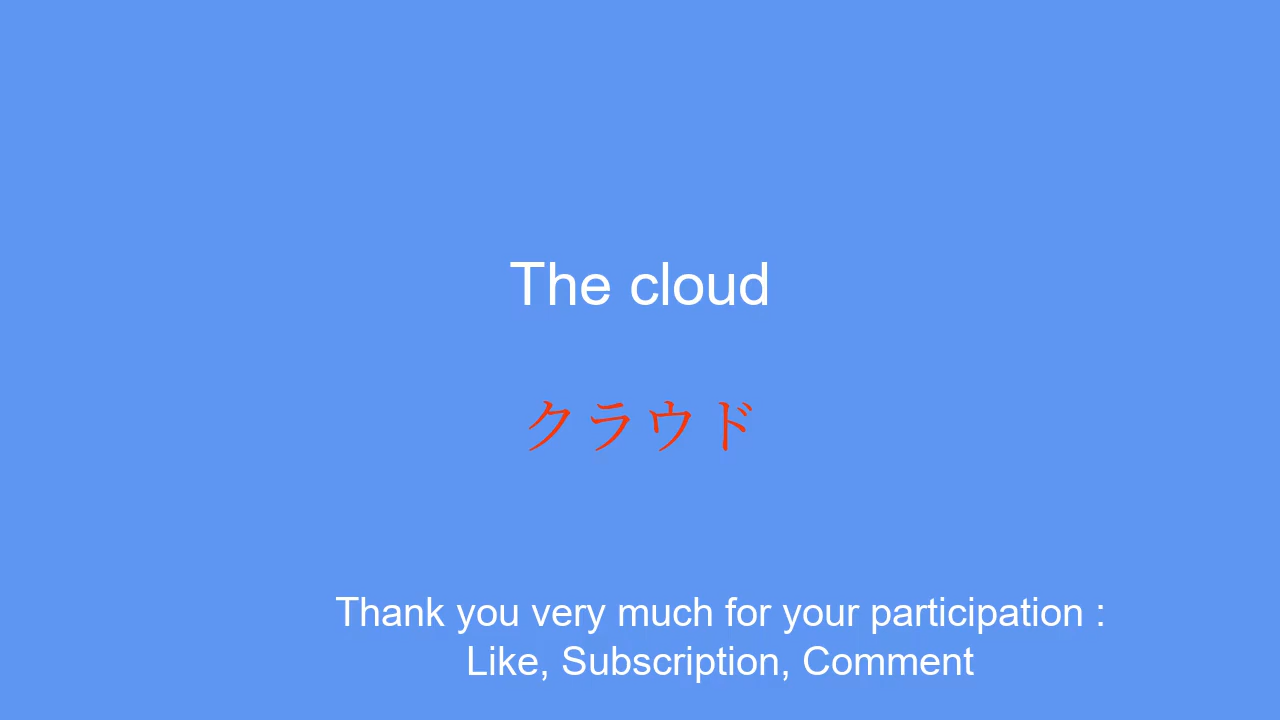 The cloud
クラウド
Thank you very much for your participation :
Like, Subscription, Comment